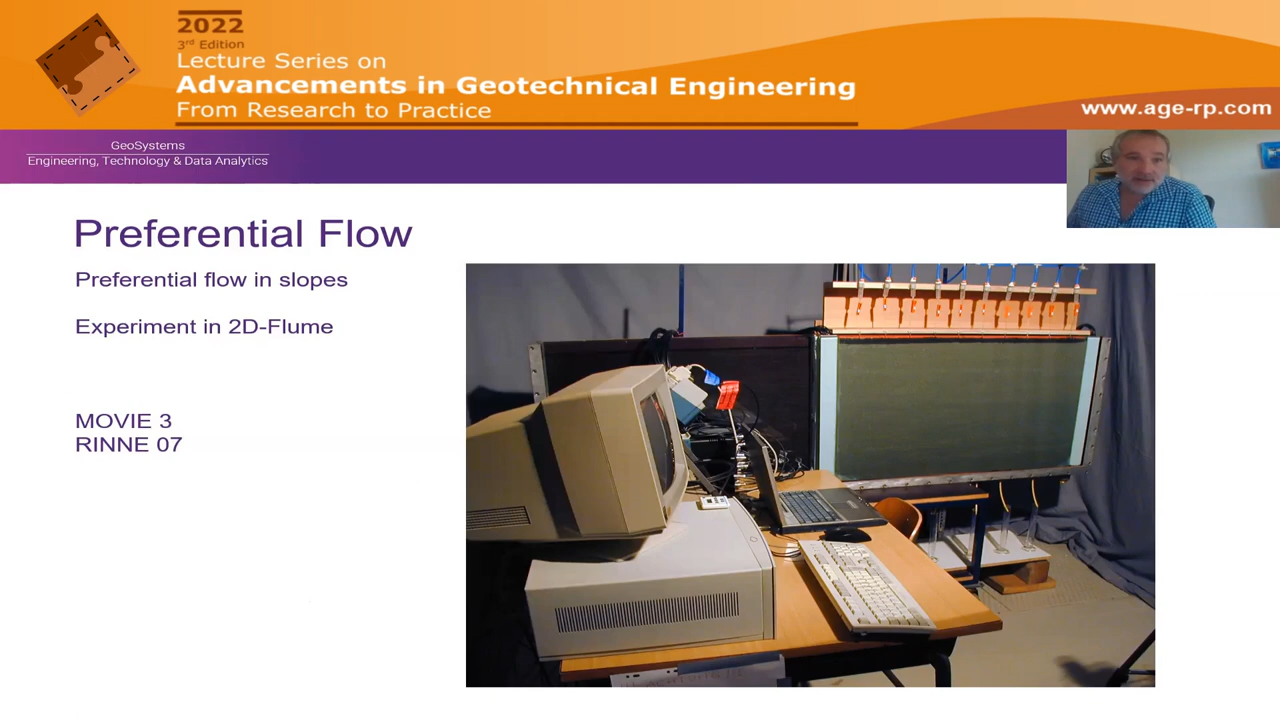 2022
3rd Edition
Lecture Series on
Advancements in Geotechnical Engineering
From Research to Practice
www.age-rp.com
GeoSystems
Engineering, Technology & Data Analytics
Preferential Flow
Preferential flow in slopes
Experiment in 2D-Flume
MOVIE 3
RINNE 07